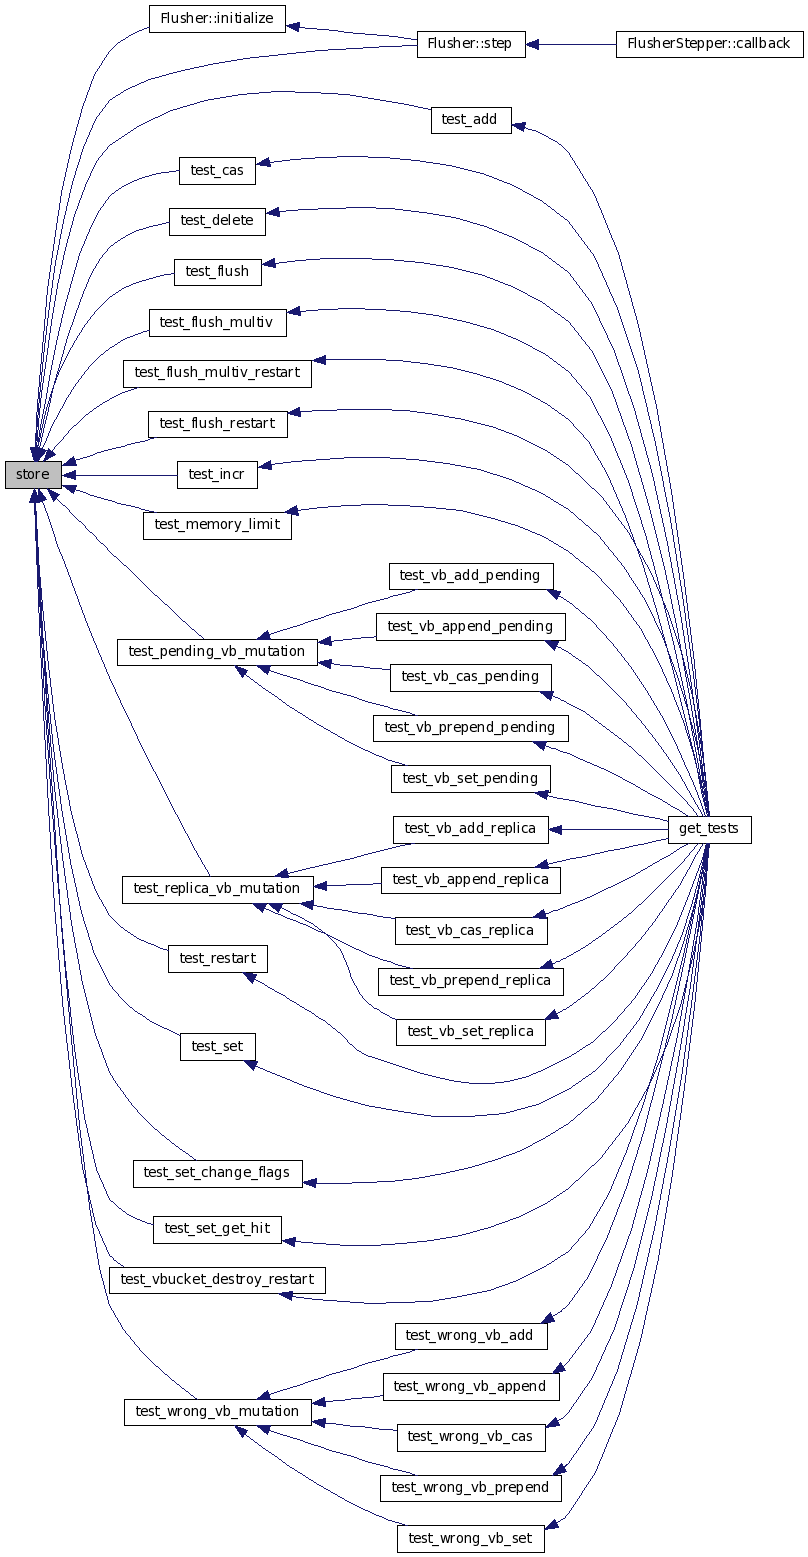 Flusher::initialize
Flusher::step
FlusherStepper::callback
test_add
test_cas
test_delete
test_flush
test_flush_multiv
test_flush_multiv_restart
test_flush_restart
store
test_incr
test_memory_limit
test_vb_add_pending
test_vb_append_pending
test_pending_vb_mutation
test_vb_cas_pending
test_vb_prepend_pending
test_vb_set_pending
test_vb_add_replica
get_tests
test_vb_append_replica
test_replica_vb_mutation
test_vb_cas_replica
test_restart
test_vb_prepend_replica
test_vb_set_replica
test_set
test_set_change_flags
test_set_get_hit
test_vbucket_destroy_restart
test_wrong_vb_add
test_wrong_vb_append
test_wrong_vb_mutation
test_wrong_vb_cas
test_wrong_vb_prepend
test_wrong_vb_set